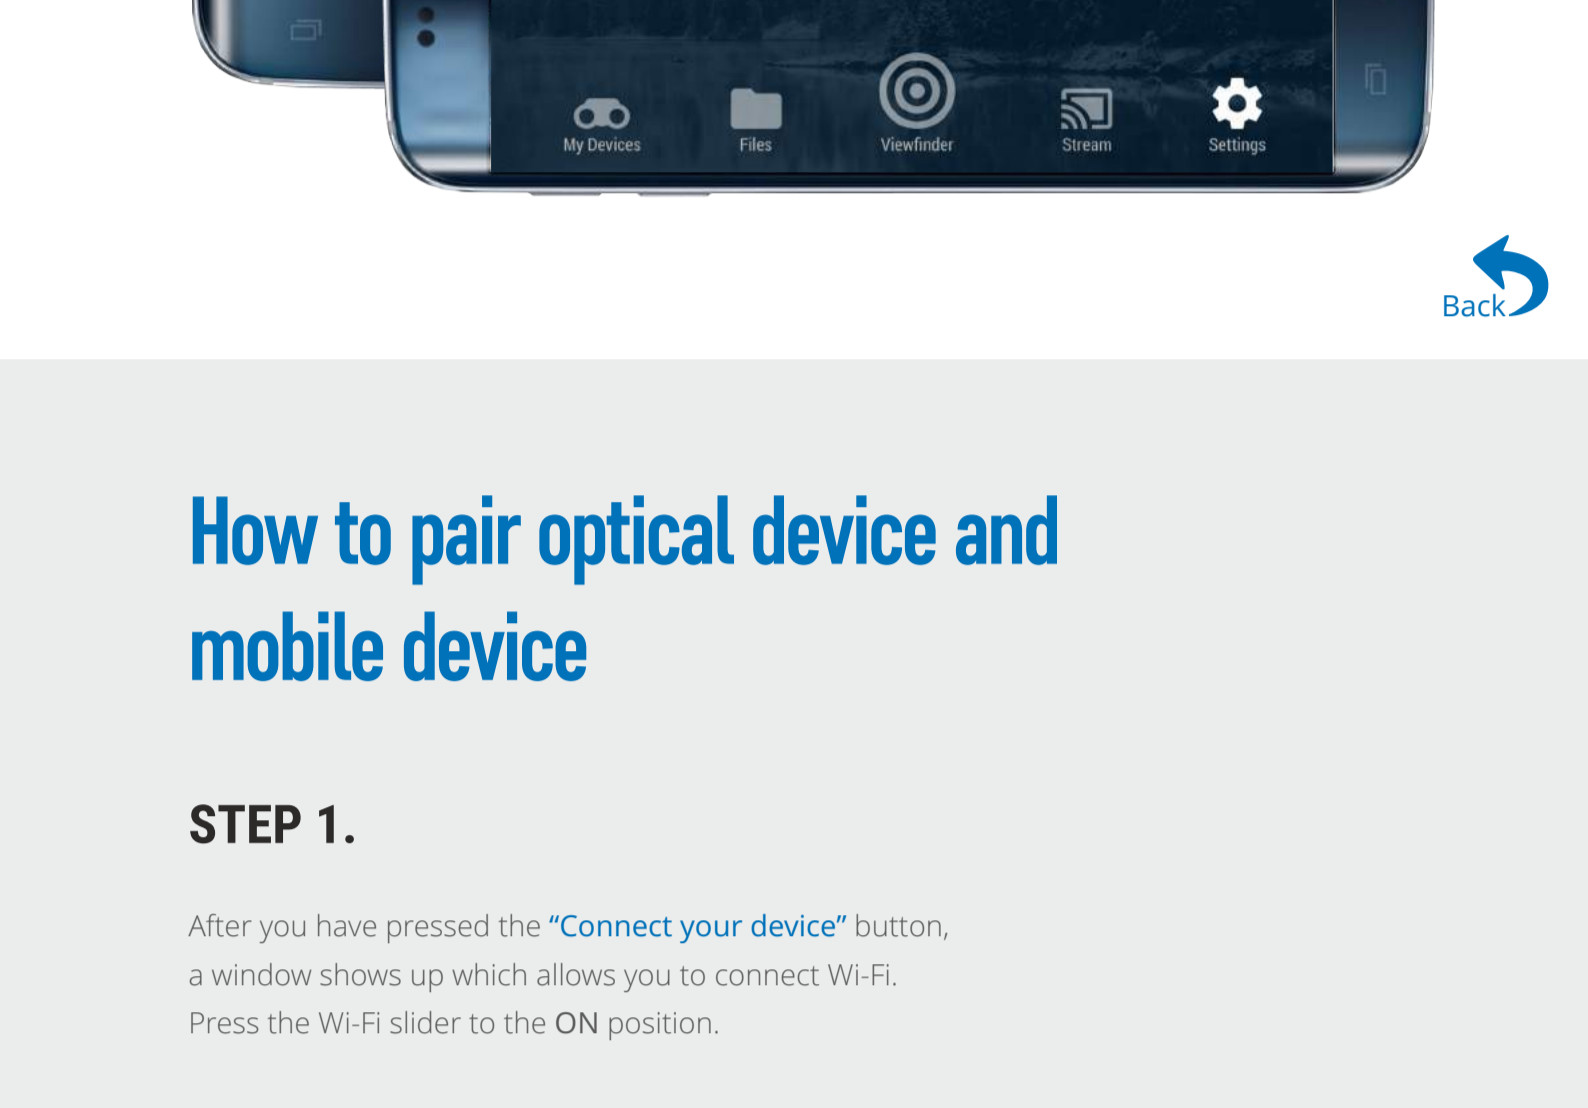 My Devices
Files
Viewfinder
Stream
Settings
Back
How to pair optical device and
mobile device
STEP 1.
After you have pressed the “Connect your device” button,
a window shows up which allows you to connect Wi-Fi.
Press the Wi-Fi slider to the ON position.